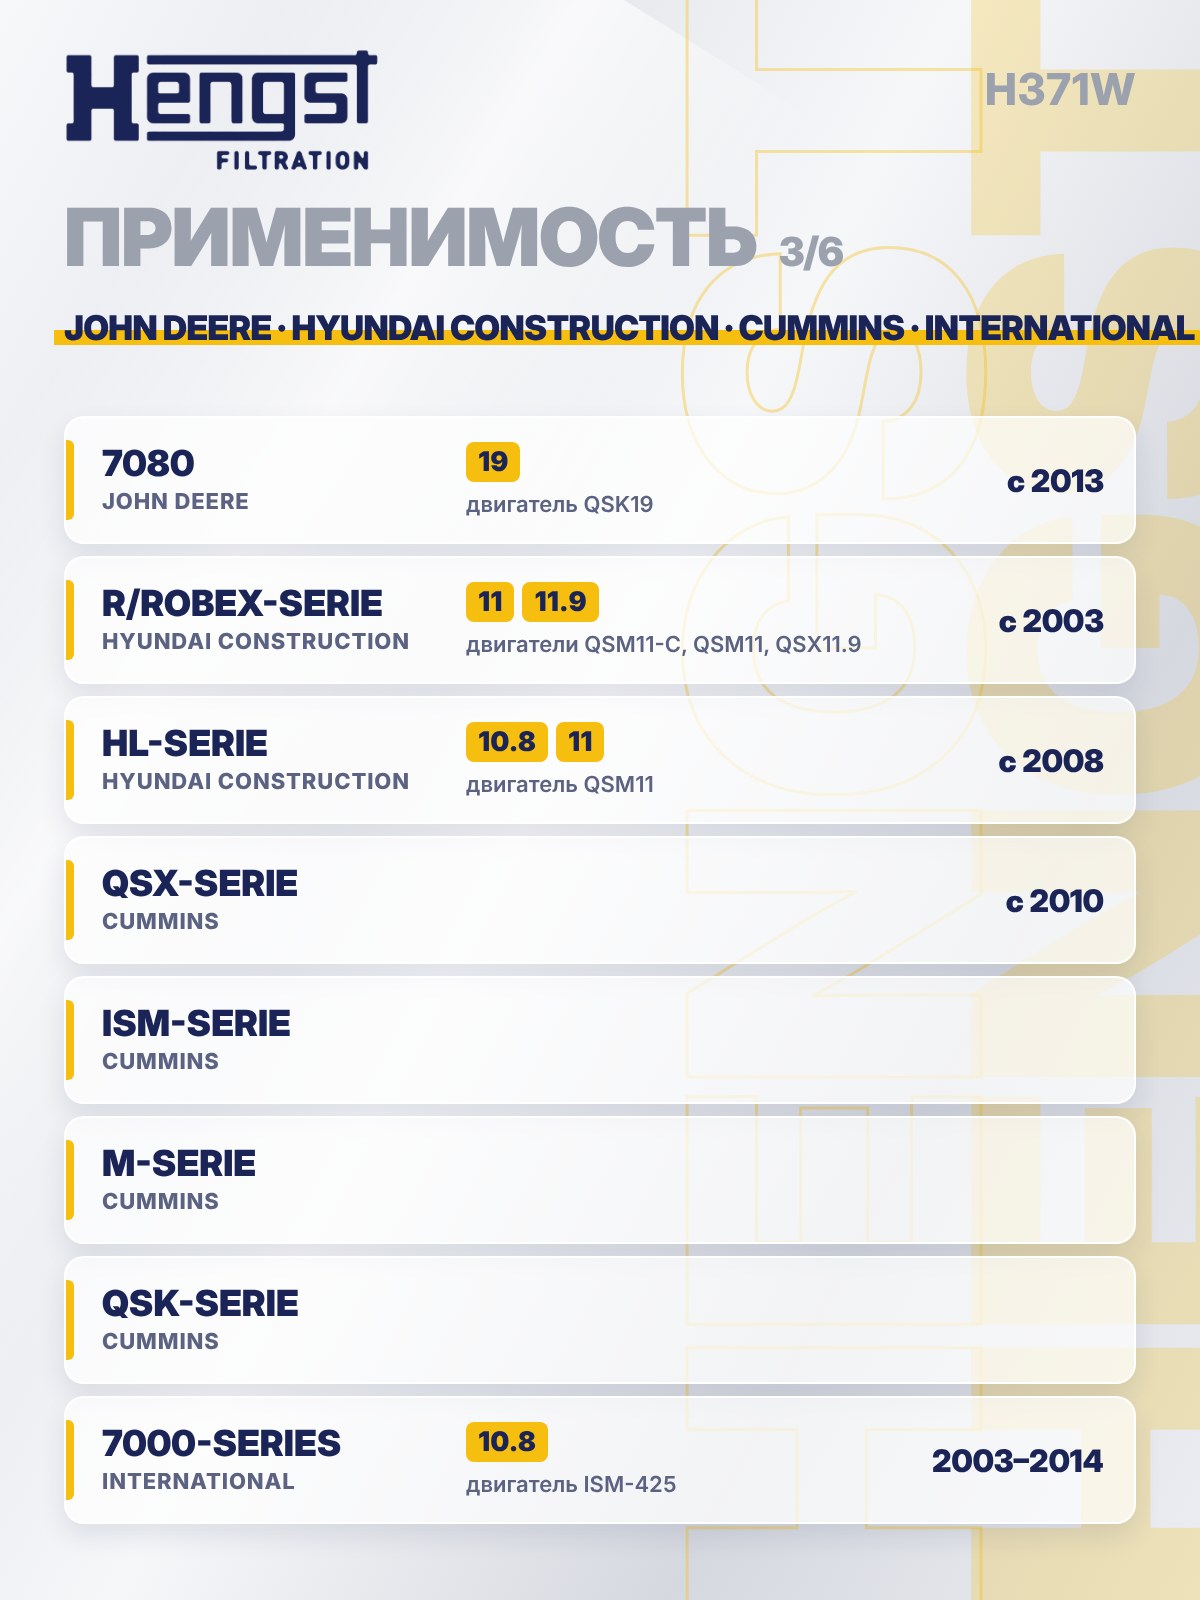 Hengst
FILTRATION
H371W
ПРИМЕНИМОСТЬ 3/6
JOHN DEERE · HYUNDAI CONSTRUCTION · CUMMINS · INTERNATIONAL
7080
JOHN DEERE
19
двигатель QSK19
с 2013
R/ROBEX-SERIE
HYUNDAI CONSTRUCTION
11 11.9
двигатели QSM11-C, QSM11, QSX11.9
с 2003
HL-SERIE
HYUNDAI CONSTRUCTION
10.8 11
двигатель QSM11
с 2008
QSX-SERIE
CUMMINS
с 2010
ISM-SERIE
CUMMINS
M-SERIE
CUMMINS
QSK-SERIE
CUMMINS
7000-SERIES
INTERNATIONAL
10.8
двигатель ISM-425
2003–2014
HENGST
HENGST